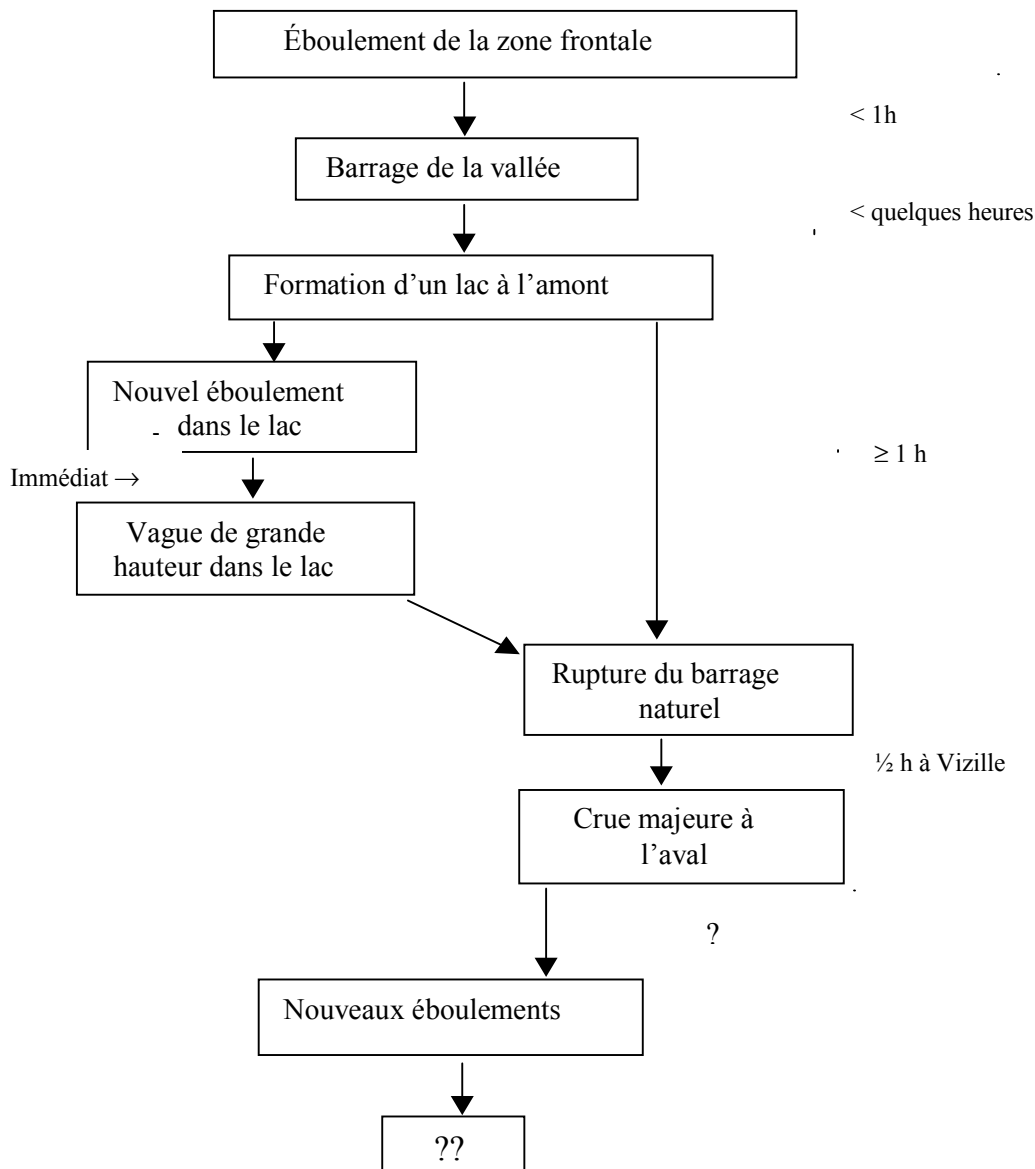 Éboulement de la zone frontale
< 1h
Barrage de la vallée
< quelques heures
Formation d’un lac à l’amont
Nouvel éboulement
dans le lac
≥ 1 h
Immédiat →
Vague de grande
hauteur dans le lac
Rupture du barrage
naturel
½ h à Vizille
Crue majeure à
l’aval
?
Nouveaux éboulements
??